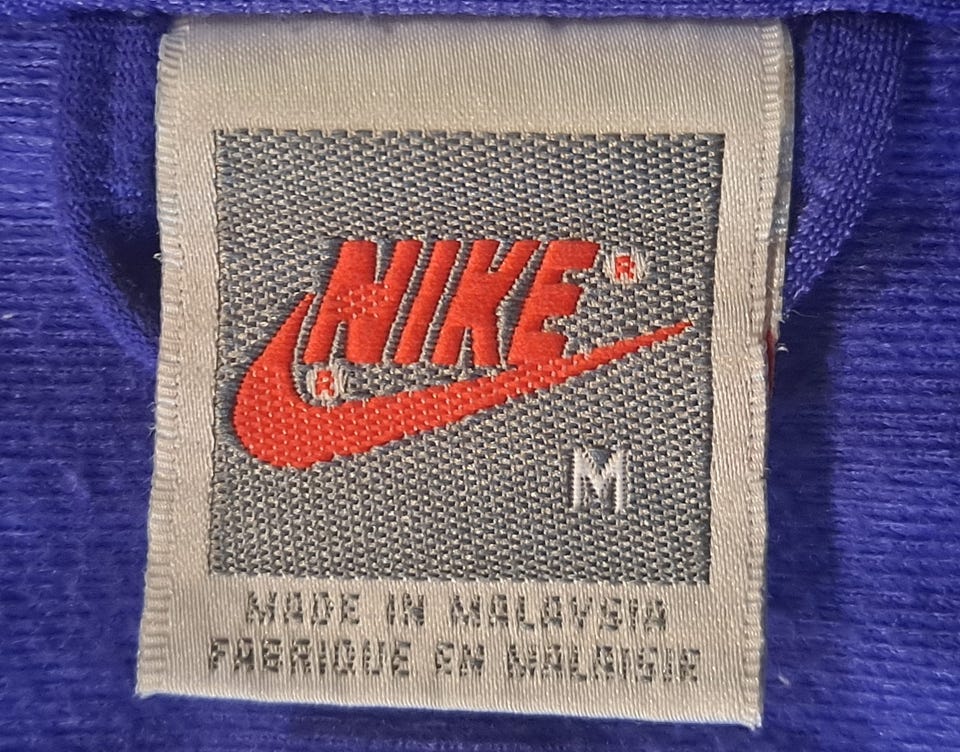 NIKE®
®
M
MADE IN MALAYSIA
FABRIQUE EN MALAISIE